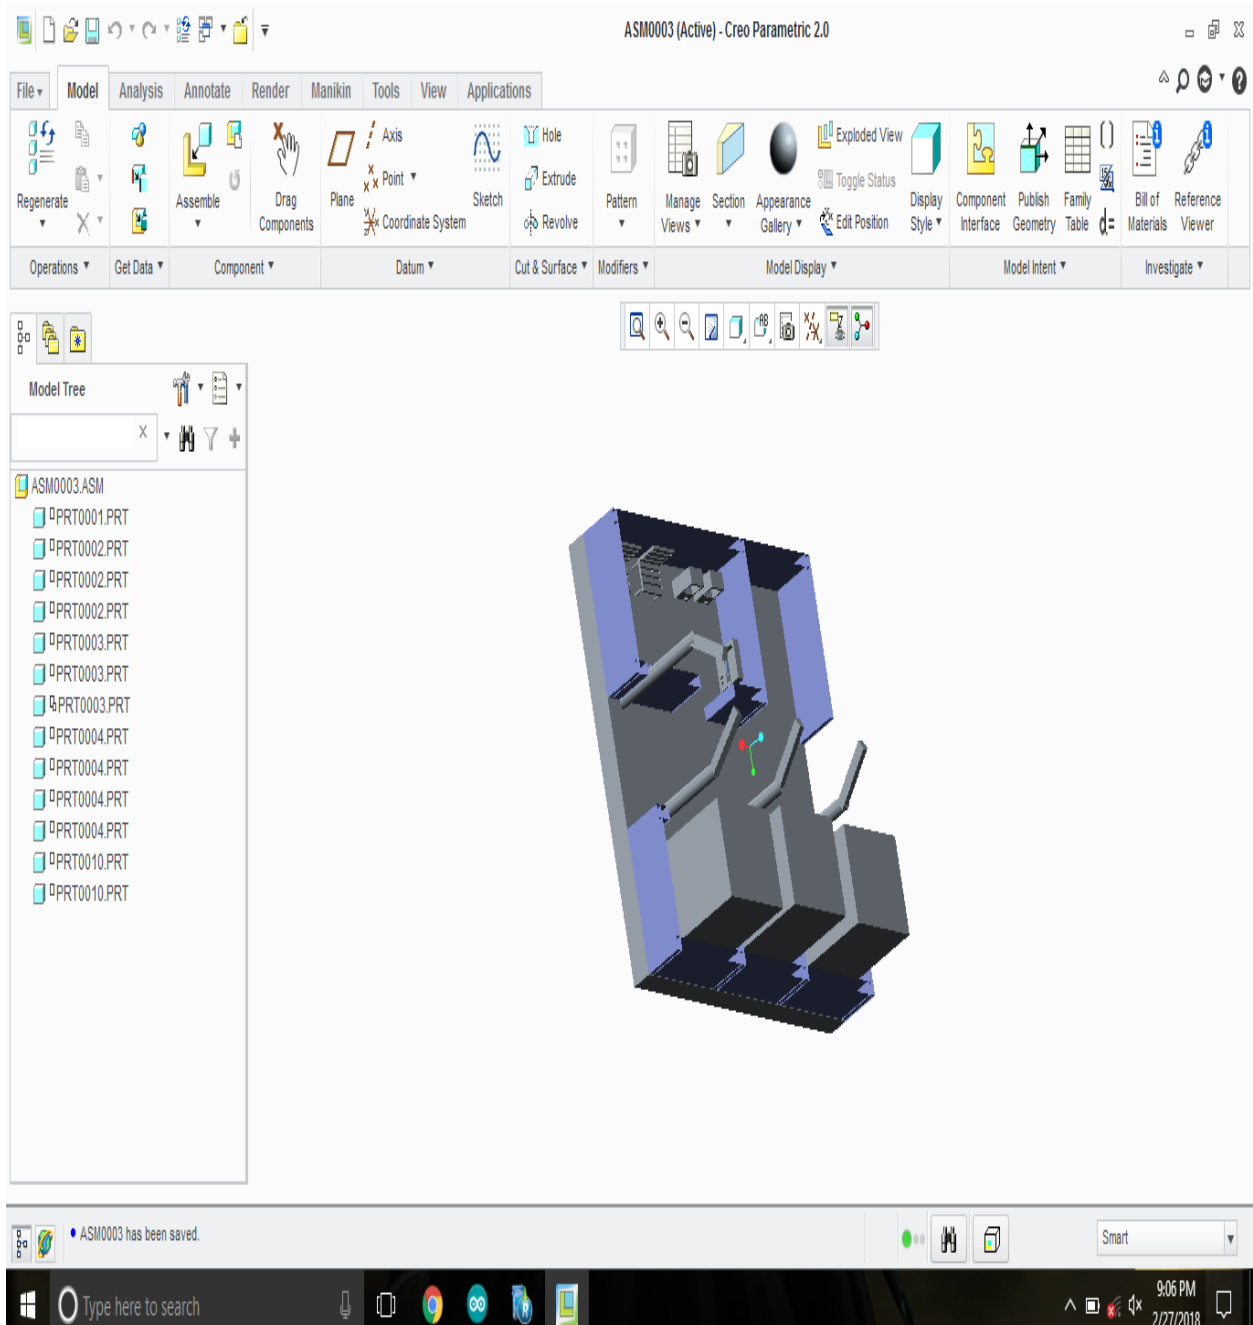 ASM0003 (Active) - Creo Parametric 2.0
File Model Analysis Annotate Render Manikin Tools View Applications
Regenerate
Assemble
Drag
Components
Plane
Axis
Point
Coordinate System
Sketch
Hole
Extrude
Revolve
Pattern
Manage
Views
Section
Appearance
Gallery
Exploded View
Toggle Status
Edit Position
Display
Style
Component
Interface
Publish
Geometry
Family
Table
d=
Bill of
Materials
Reference
Viewer
Operations Get Data Component Datum Cut & Surface Modifiers Model Display Model Intent Investigate
Model Tree
ASM0003.ASM
PRT0001.PRT
PRT0002.PRT
PRT0002.PRT
PRT0002.PRT
PRT0003.PRT
PRT0003.PRT
PRT0003.PRT
PRT0004.PRT
PRT0004.PRT
PRT0004.PRT
PRT0004.PRT
PRT0010.PRT
PRT0010.PRT
ASM0003 has been saved.
Smart
Type here to search
9:06 PM
2/27/2018